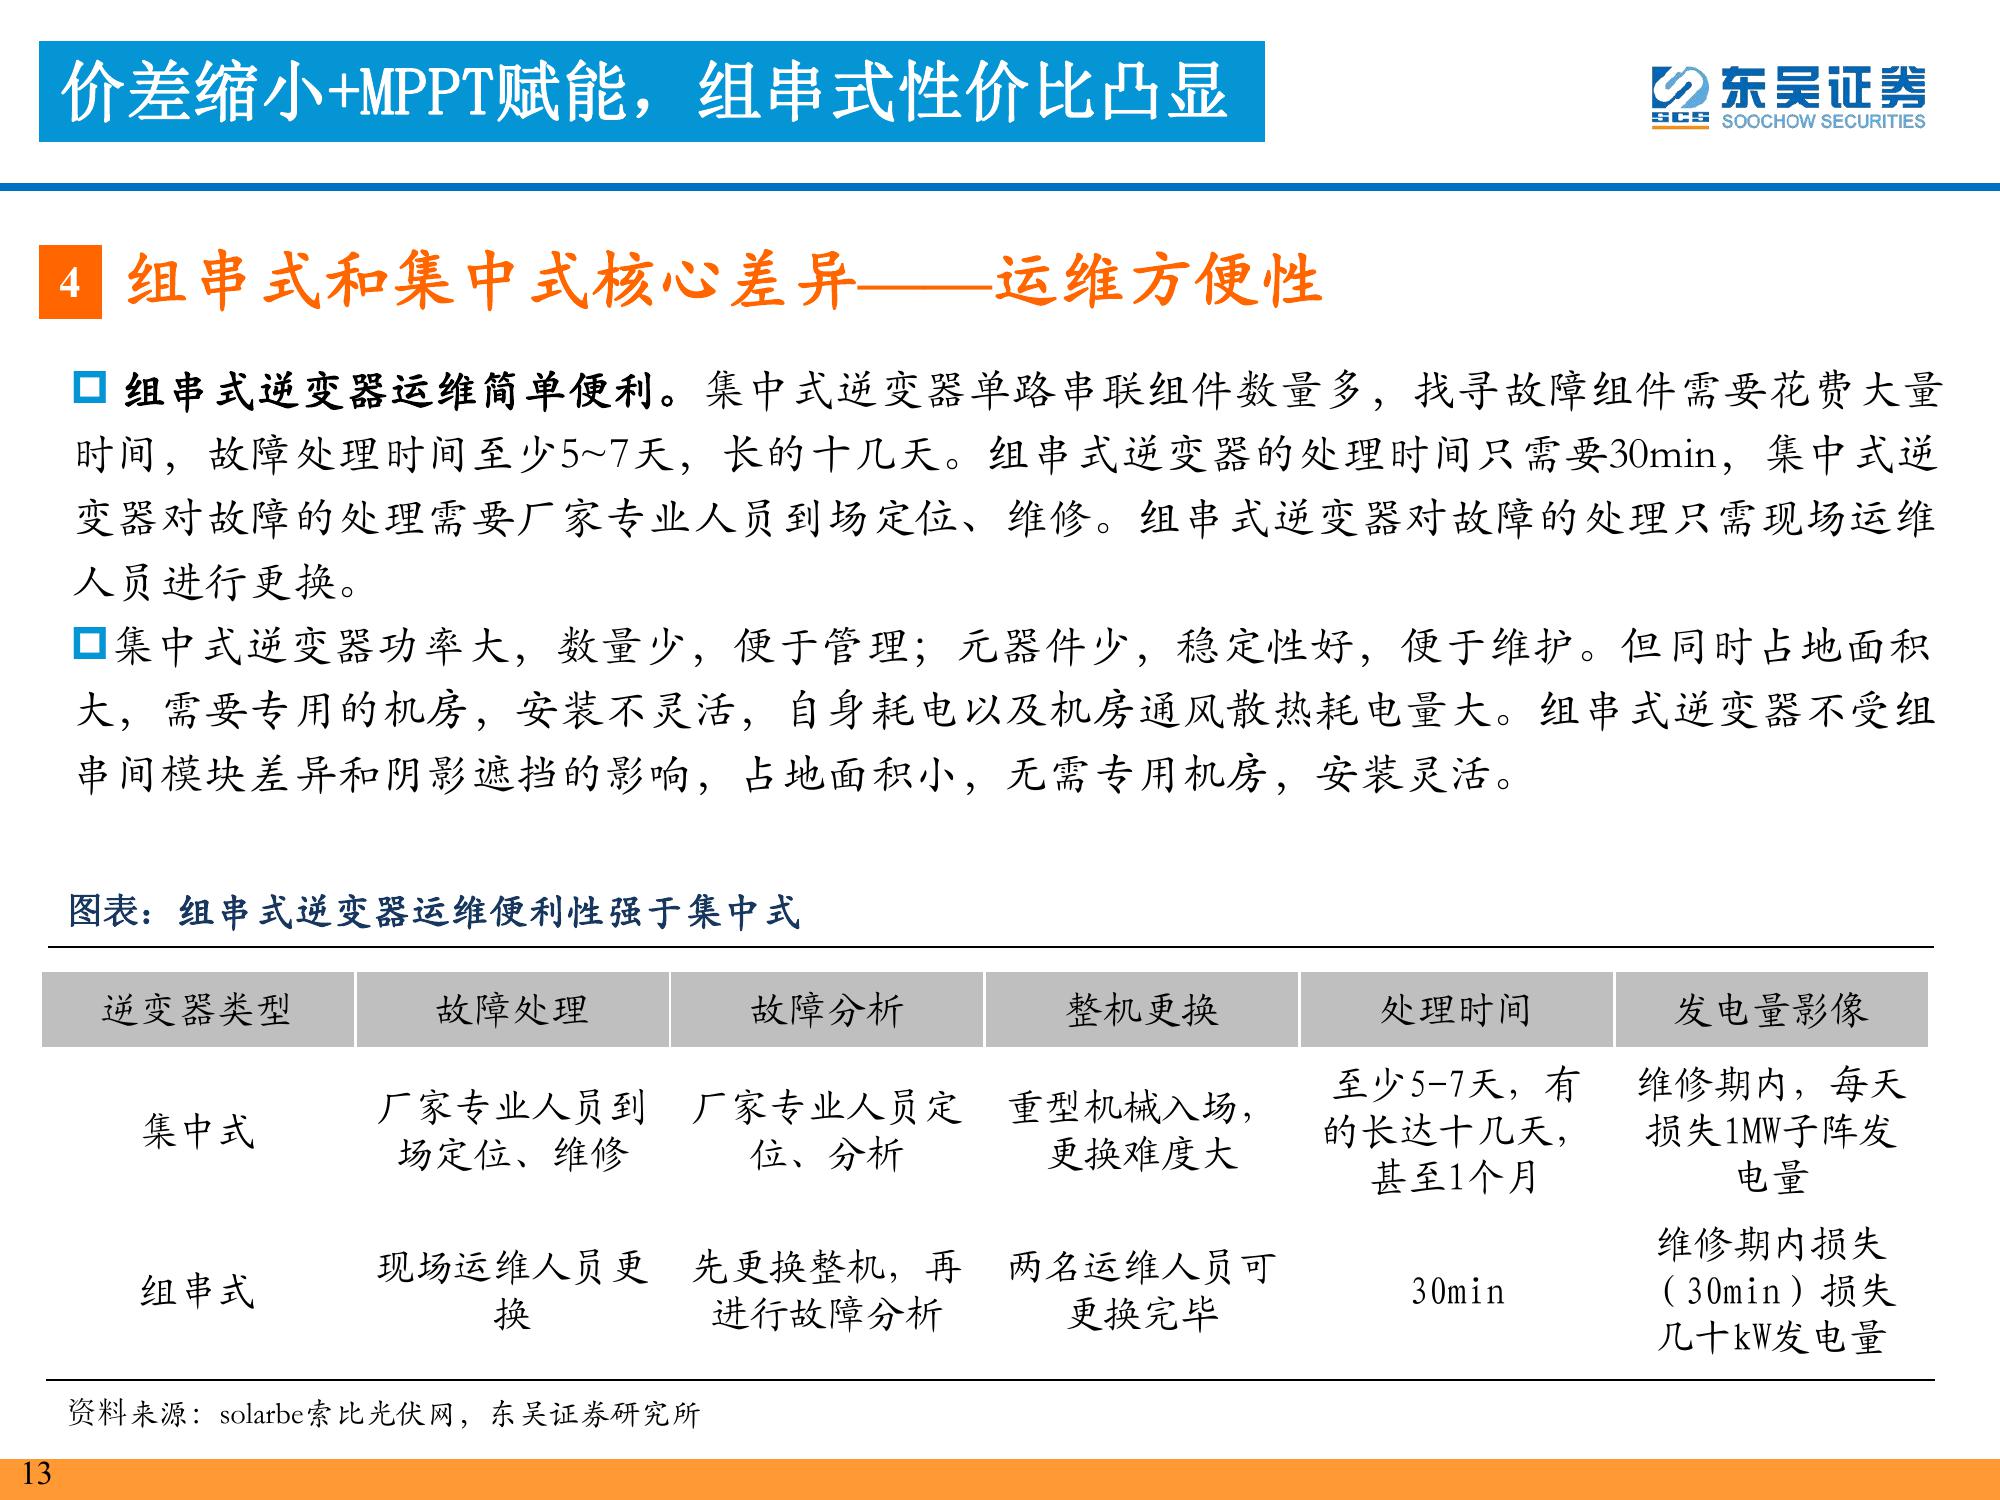 价差缩小+MPPT赋能，组串式性价比凸显
东吴证券
SCS SOOCHOW SECURITIES
4 组串式和集中式核心差异——运维方便性
组串式逆变器运维简单便利。集中式逆变器单路串联组件数量多，找寻故障组件需要花费大量
时间，故障处理时间至少5~7天，长的十几天。组串式逆变器的处理时间只需要30min，集中式逆
变器对故障的处理需要厂家专业人员到场定位、维修。组串式逆变器对故障的处理只需现场运维
人员进行更换。
集中式逆变器功率大，数量少，便于管理；元器件少，稳定性好，便于维护。但同时占地面积
大，需要专用的机房，安装不灵活，自身耗电以及机房通风散热耗电量大。组串式逆变器不受组
串间模块差异和阴影遮挡的影响，占地面积小，无需专用机房，安装灵活。
图表：组串式逆变器运维便利性强于集中式
逆变器类型 故障处理 故障分析 整机更换 处理时间 发电量影像
集中式
厂家专业人员到
场定位、维修
厂家专业人员定
位、分析
重型机械入场，
更换难度大
至少5-7天，有
的长达十几天，
甚至1个月
维修期内，每天
损失1MW子阵发
电量
组串式
现场运维人员更
换
先更换整机，再
进行故障分析
两名运维人员可
更换完毕
30min
维修期内损失
（30min）损失
几十kW发电量
资料来源：solarbe索比光伏网，东吴证券研究所
13